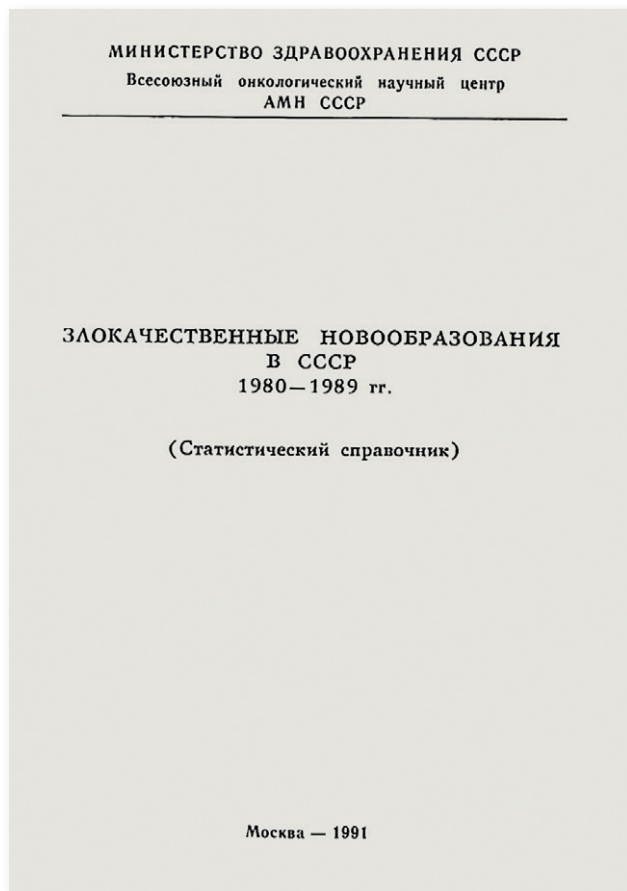 МИНИСТЕРСТВО ЗДРАВООХРАНЕНИЯ СССР
Всесоюзный онкологический научный центр
АМН СССР
ЗЛОКАЧЕСТВЕННЫЕ НОВООБРАЗОВАНИЯ
В СССР
1980—1989 гг.
(Статистический справочник)
Москва — 1991